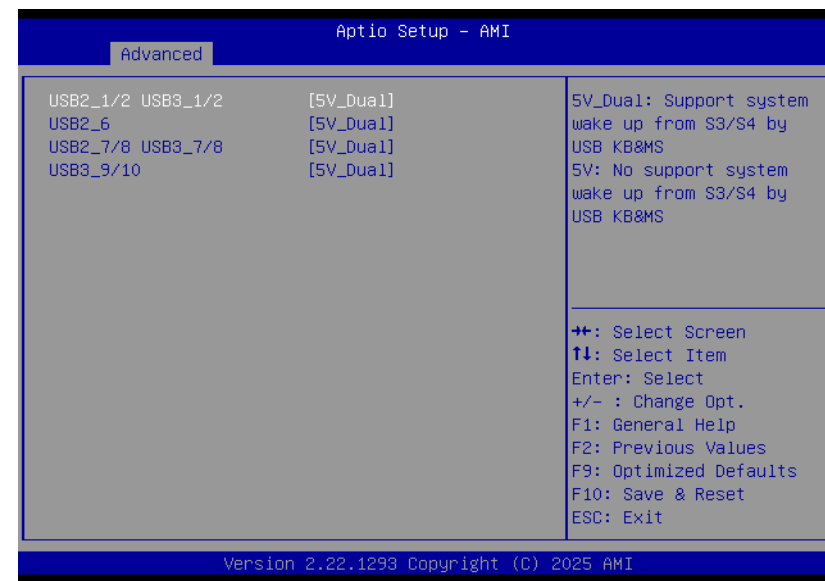 Aptio Setup – AMI
Advanced
USB2_1/2 USB3_1/2 [5V_Dual]
USB2_6 [5V_Dual]
USB2_7/8 USB3_7/8 [5V_Dual]
USB3_9/10 [5V_Dual]
5V_Dual: Support system
wake up from S3/S4 by
USB KB&MS
5V: No support system
wake up from S3/S4 by
USB KB&MS
→←: Select Screen
↑↓: Select Item
Enter: Select
+/- : Change Opt.
F1: General Help
F2: Previous Values
F9: Optimized Defaults
F10: Save & Reset
ESC: Exit
Version 2.22.1293 Copyright (C) 2025 AMI